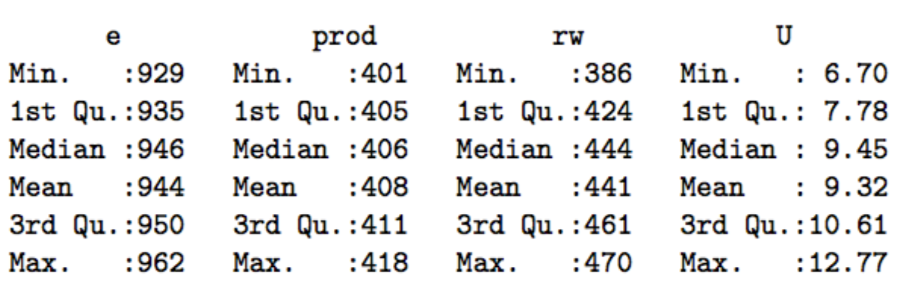 e prod rw U
Min. :929 Min. :401 Min. :386 Min. : 6.70
1st Qu.:935 1st Qu.:405 1st Qu.:424 1st Qu.: 7.78
Median :946 Median :406 Median :444 Median : 9.45
Mean :944 Mean :408 Mean :441 Mean : 9.32
3rd Qu.:950 3rd Qu.:411 3rd Qu.:461 3rd Qu.:10.61
Max. :962 Max. :418 Max. :470 Max. :12.77